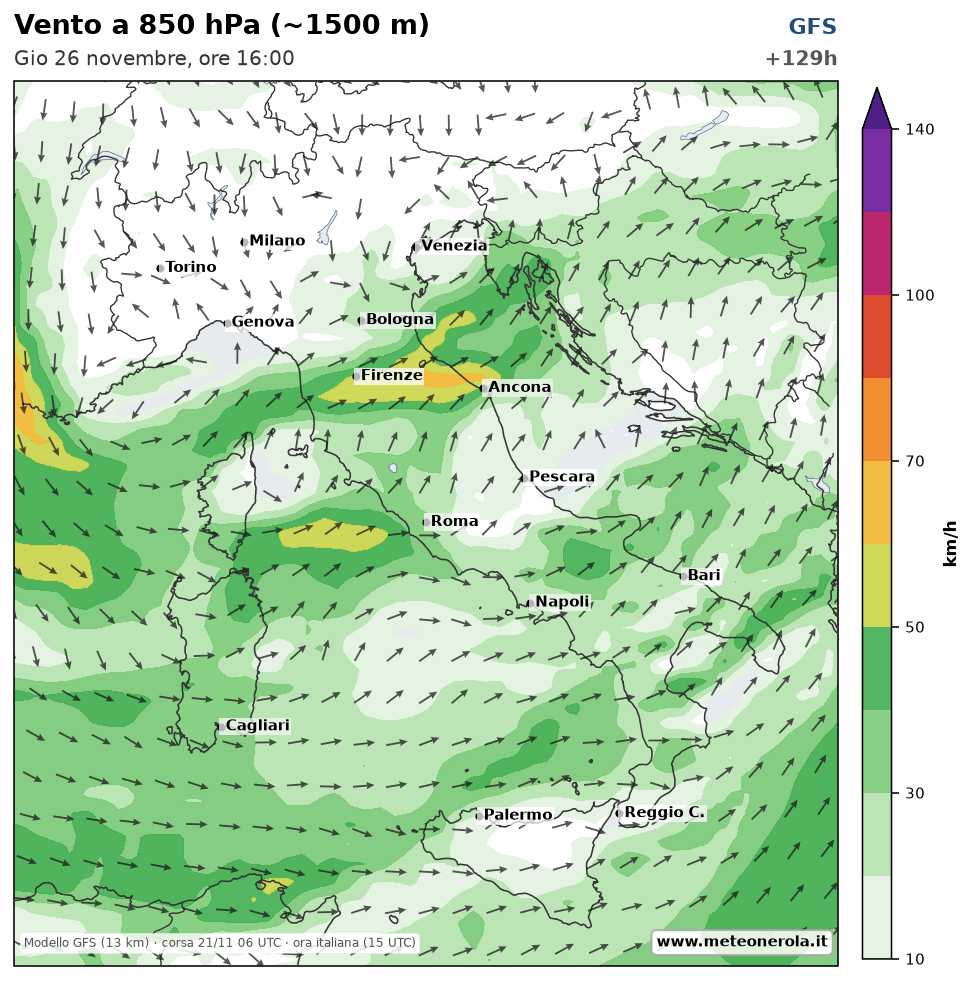 Vento a 850 hPa (~1500 m)
GFS
Gio 26 novembre, ore 16:00
+129h
140
100
70
50
30
10
km/h
Milano
Venezia
Torino
Genova
Bologna
Firenze
Ancona
Pescara
Roma
Bari
Napoli
Cagliari
Palermo
Reggio C.
Modello GFS (13 km) · corsa 21/11 06 UTC · ora italiana (15 UTC)
www.meteonerola.it